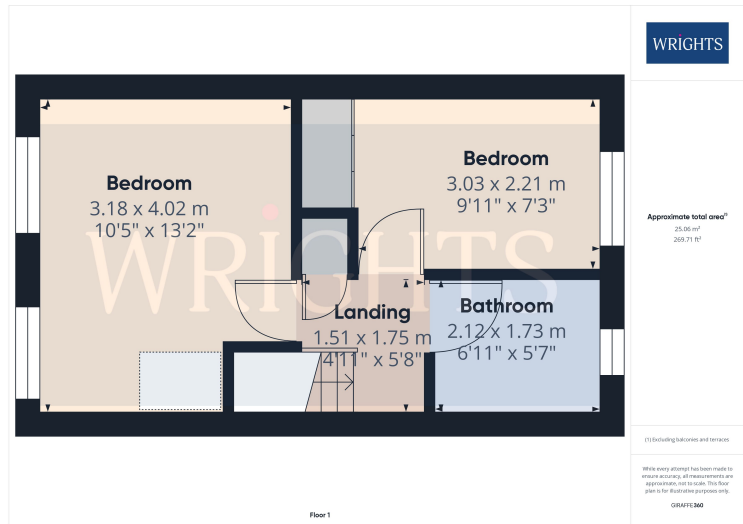 WRIGHTS
Bedroom
3.18 x 4.02 m
10'5" x 13'2"
Bedroom
3.03 x 2.21 m
9'11" x 7'3"
WRIGHTS
Landing
1.51 x 1.75 m
4'11" x 5'8"
Bathroom
2.12 x 1.73 m
6'11" x 5'7"
Floor 1
Approximate total area⁽¹⁾
25.06 m²
269.71 ft²
(1) Excluding balconies and terraces
While every attempt has been made to
ensure accuracy, all measurements are
approximate, not to scale. This floor
plan is for illustrative purposes only.
GIRAFFE360